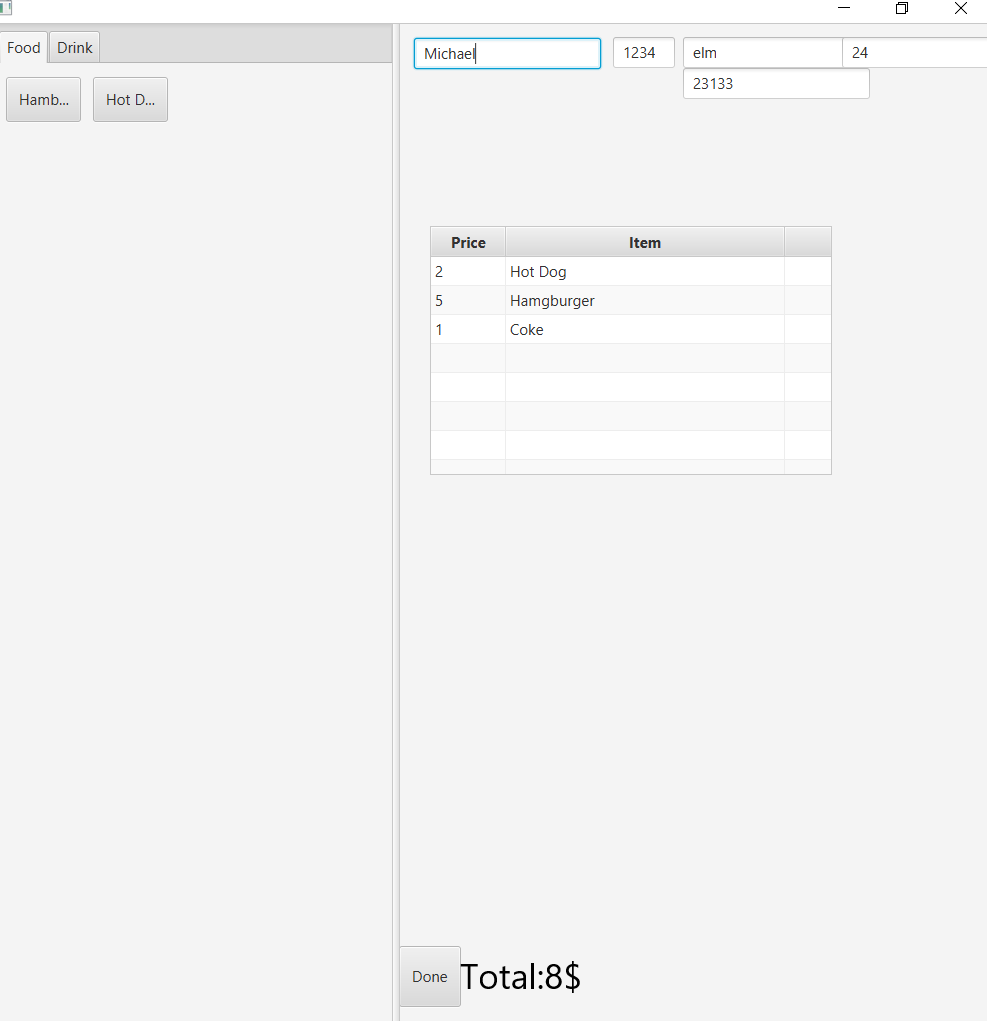 Food Drink
Hamb... Hot D...
Michael 1234 elm 24
23133
Price Item
2 Hot Dog
5 Hamgburger
1 Coke
Done Total:8$